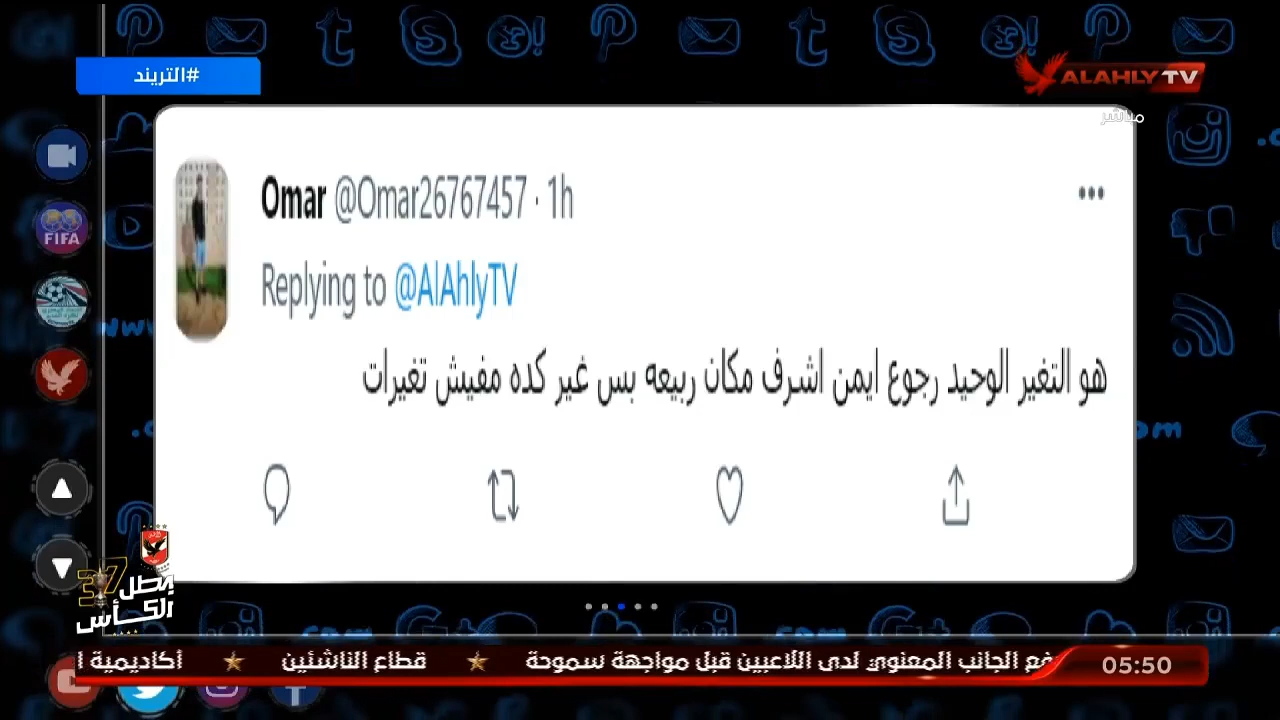 #التريند
ALAHLY TV
مباشر
Omar @Omar26767457 · 1h
Replying to @AlAhlyTV
هو التغير الوحيد رجوع ايمن اشرف مكان ربيعه بس غير كده مفيش تغيرات
FIFA
37
بطل
الكأس
الجانب المعنوي لدى اللاعبين قبل مواجهة سموحة
قطاع الناشئين
أكاديمية
05:50